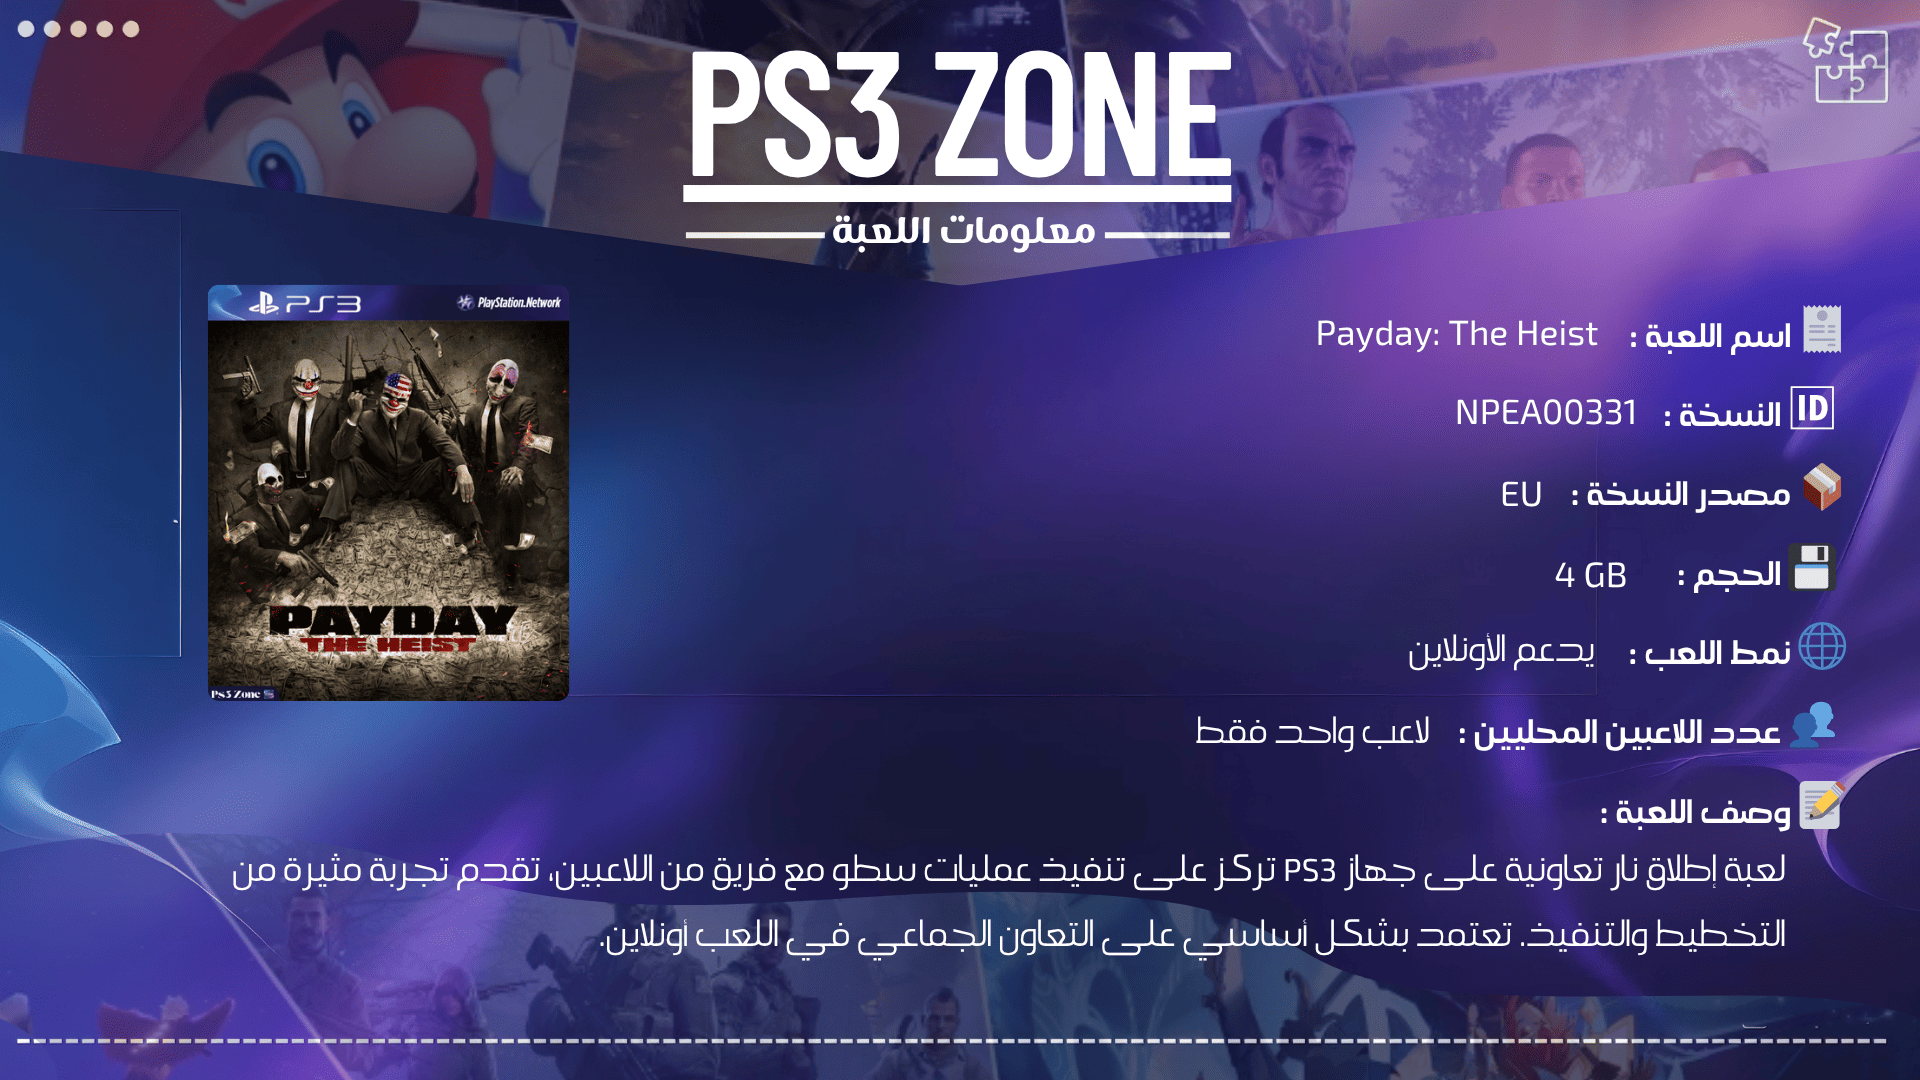 PS3 ZONE
معلومات اللعبة
PS3 PlayStation.Network
PAYDAY
THE HEIST
Ps3 Zone
اسم اللعبة : Payday: The Heist
ID النسخة : NPEA00331
مصدر النسخة : EU
الحجم : 4 GB
نمط اللعب : يدعم الأونلاين
عدد اللاعبين المحليين : لاعب واحد فقط
وصف اللعبة :
لعبة إطلاق نار تعاونية على جهاز PS3 تركز على تنفيذ عمليات سطو مع فريق من اللاعبين، تقدم تجربة مثيرة من
التخطيط والتنفيذ. تعتمد بشكل أساسي على التعاون الجماعي في اللعب أونلاين.